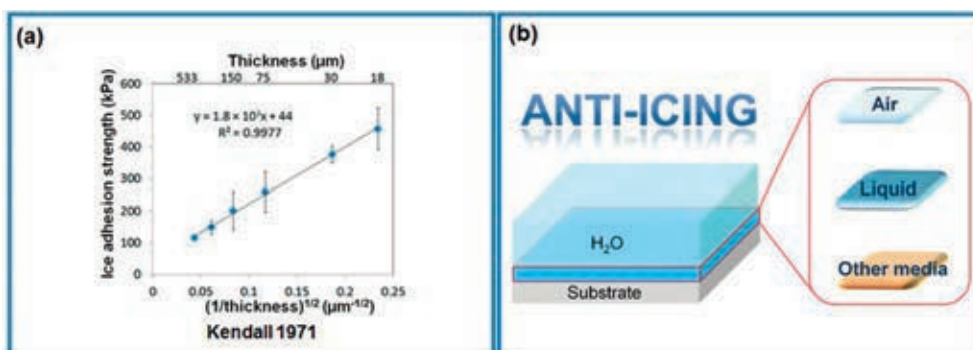 (a)
Thickness (μm)
533 150 75 30 18
Ice adhesion strength (kPa)
600
500
400
300
200
100
0
y = 1.8 × 10³x + 44
R² = 0.9977
0 0.05 0.1 0.15 0.2 0.25
(1/thickness)¹/² (μm⁻¹/²)
Kendall 1971
(b)
ANTI-ICING
H₂O
Substrate
Air
Liquid
Other media